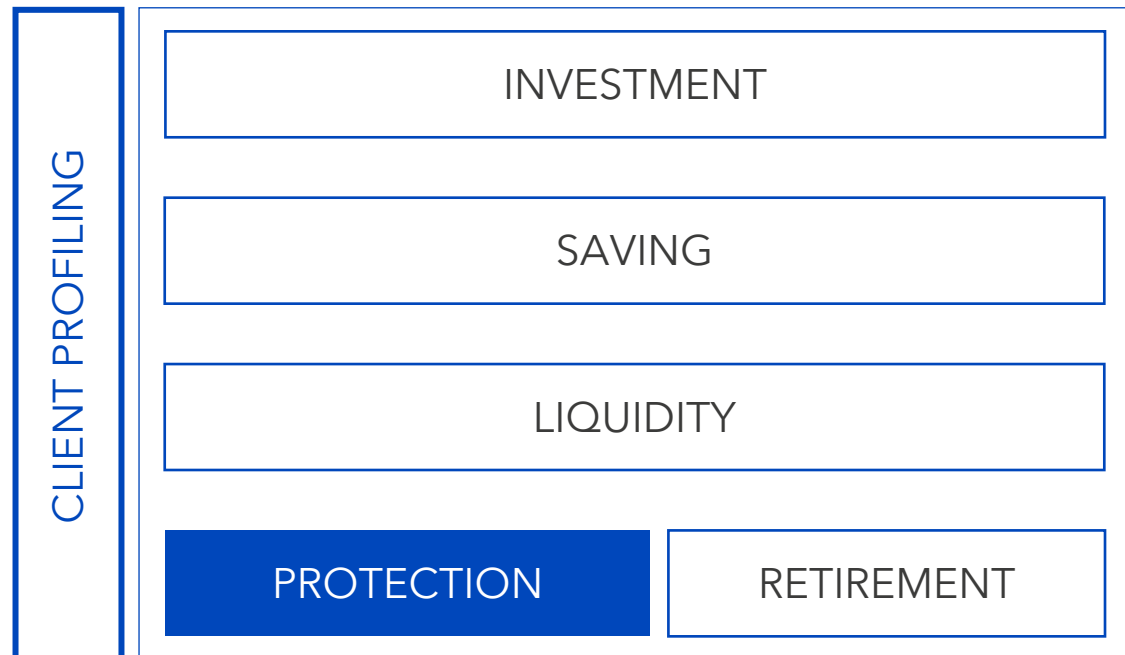 CLIENT PROFILING
INVESTMENT
SAVING
LIQUIDITY
PROTECTION
RETIREMENT